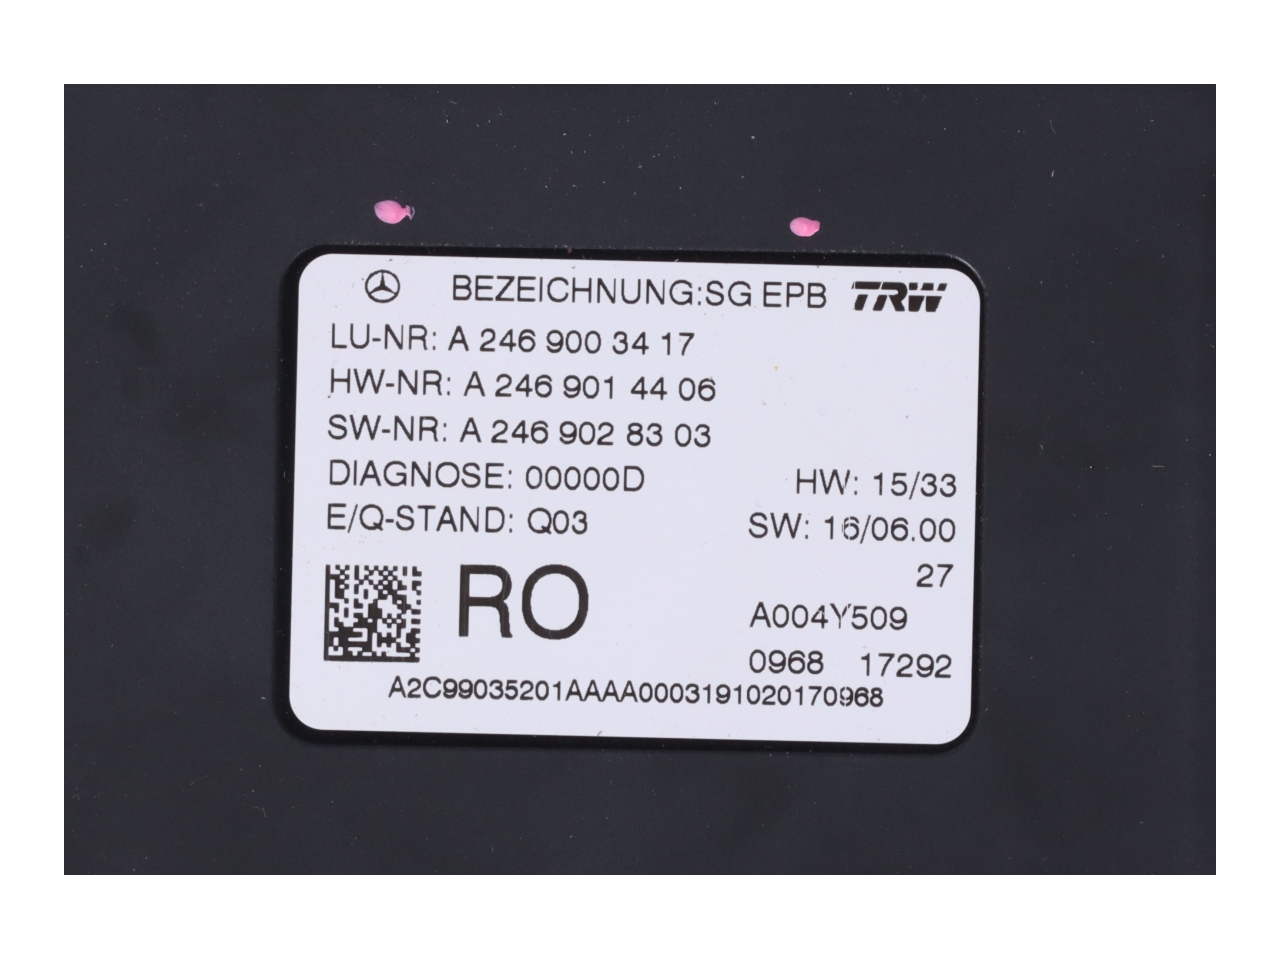 BEZEICHNUNG:SG EPB TRW
LU-NR: A 246 900 34 17
HW-NR: A 246 901 44 06
SW-NR: A 246 902 83 03
DIAGNOSE: 00000D HW: 15/33
E/Q-STAND: Q03 SW: 16/06.00
27
RO A004Y509
0968 17292
A2C99035201AAAA0003191020170968